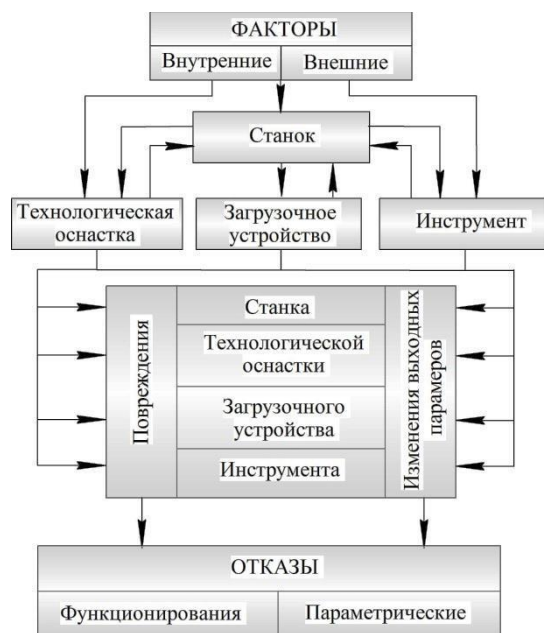 ФАКТОРЫ
Внутренние
Внешние
Станок
Технологическая
оснастка
Загрузочное
устройство
Инструмент
Повреждения
Станка
Технологической
оснастки
Загрузочного
устройства
Инструмента
Изменения выходных
парамеров
ОТКАЗЫ
Функционирования
Параметрические